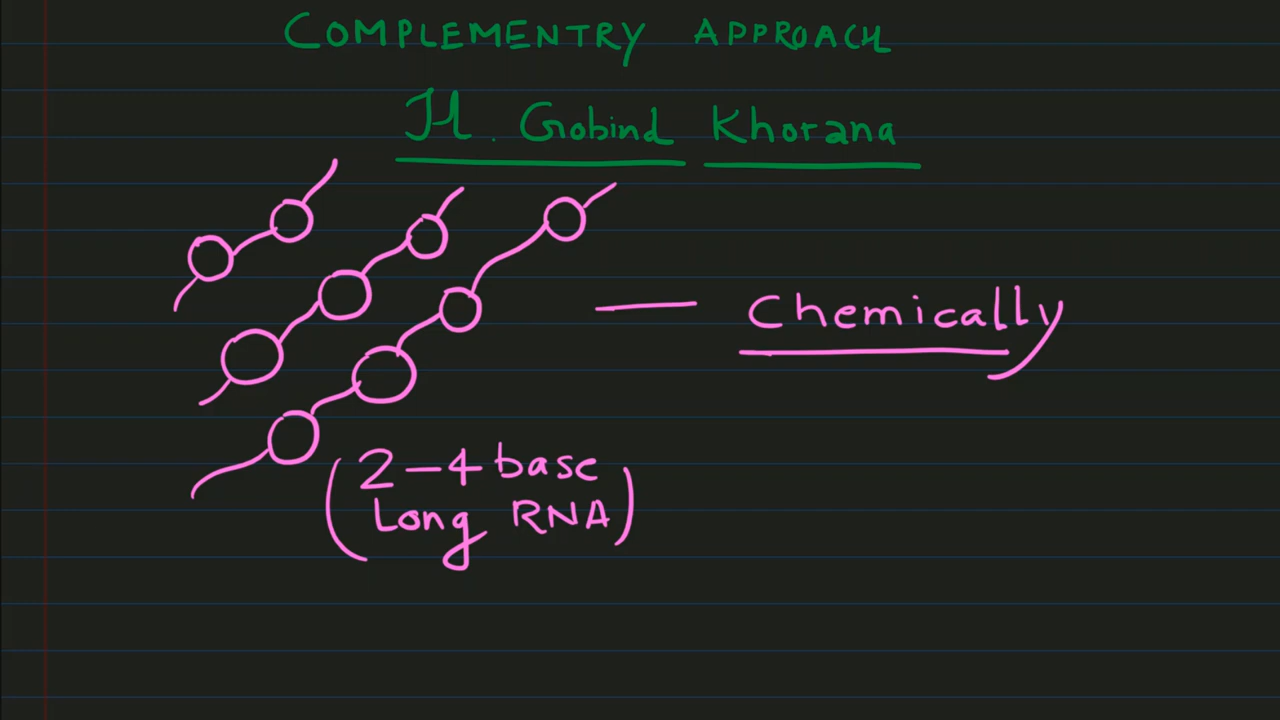 COMPLEMENTRY APPROACH
H. Gobind Khorana
— Chemically
(2-4 base
Long RNA)